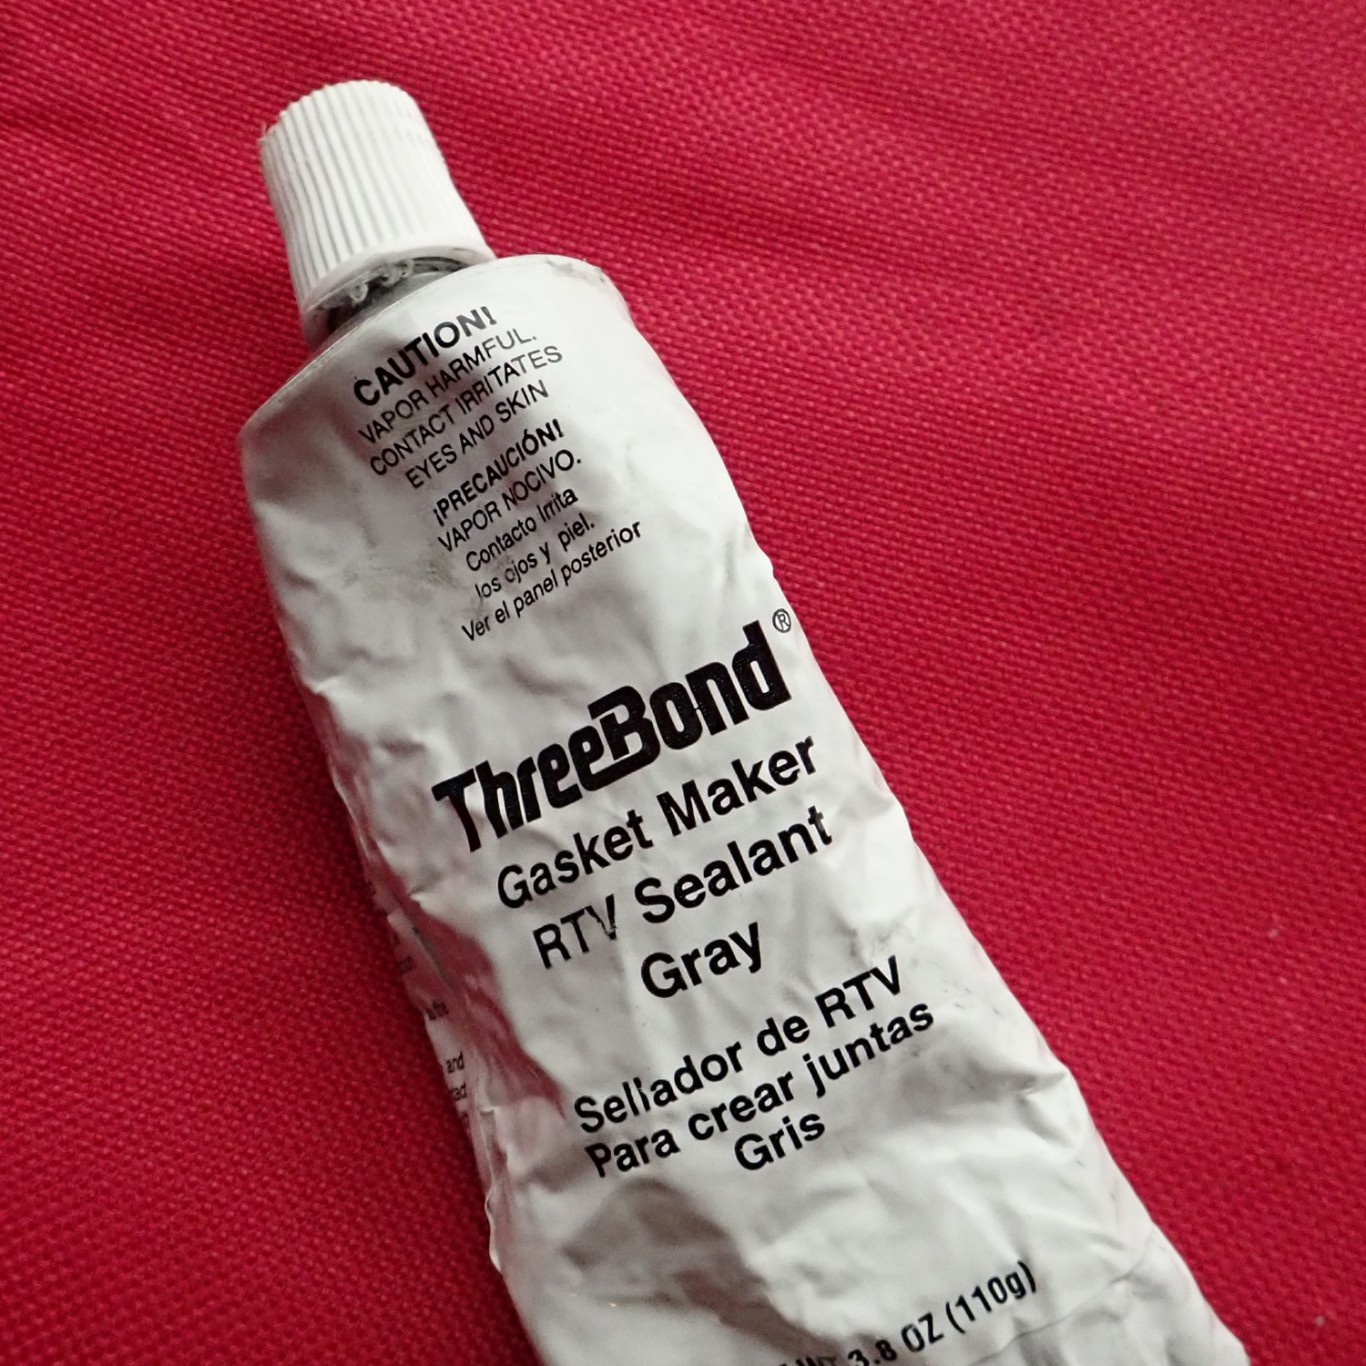 CAUTION!
VAPOR HARMFUL.
CONTACT IRRITATES
EYES AND SKIN
¡PRECAUCIÓN!
VAPOR NOCIVO.
Contacto Irrita
los ojos y piel.
Ver el panel posterior
ThreeBond®
Gasket Maker
RTV Sealant
Gray
Sellador de RTV
Para crear juntas
Gris
3.8 OZ (110g)
and